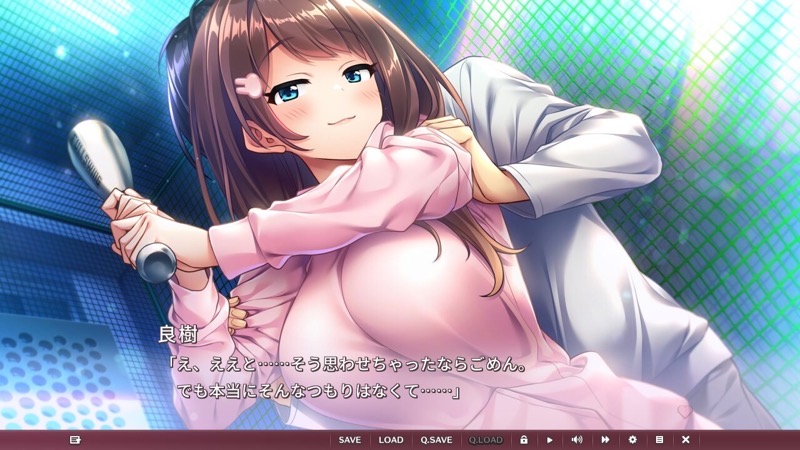 良樹
「え、ええと……そう思わせちゃったならごめん。
でも本当にそんなつもりはなくて……」
SAVE LOAD Q.SAVE Q.LOAD